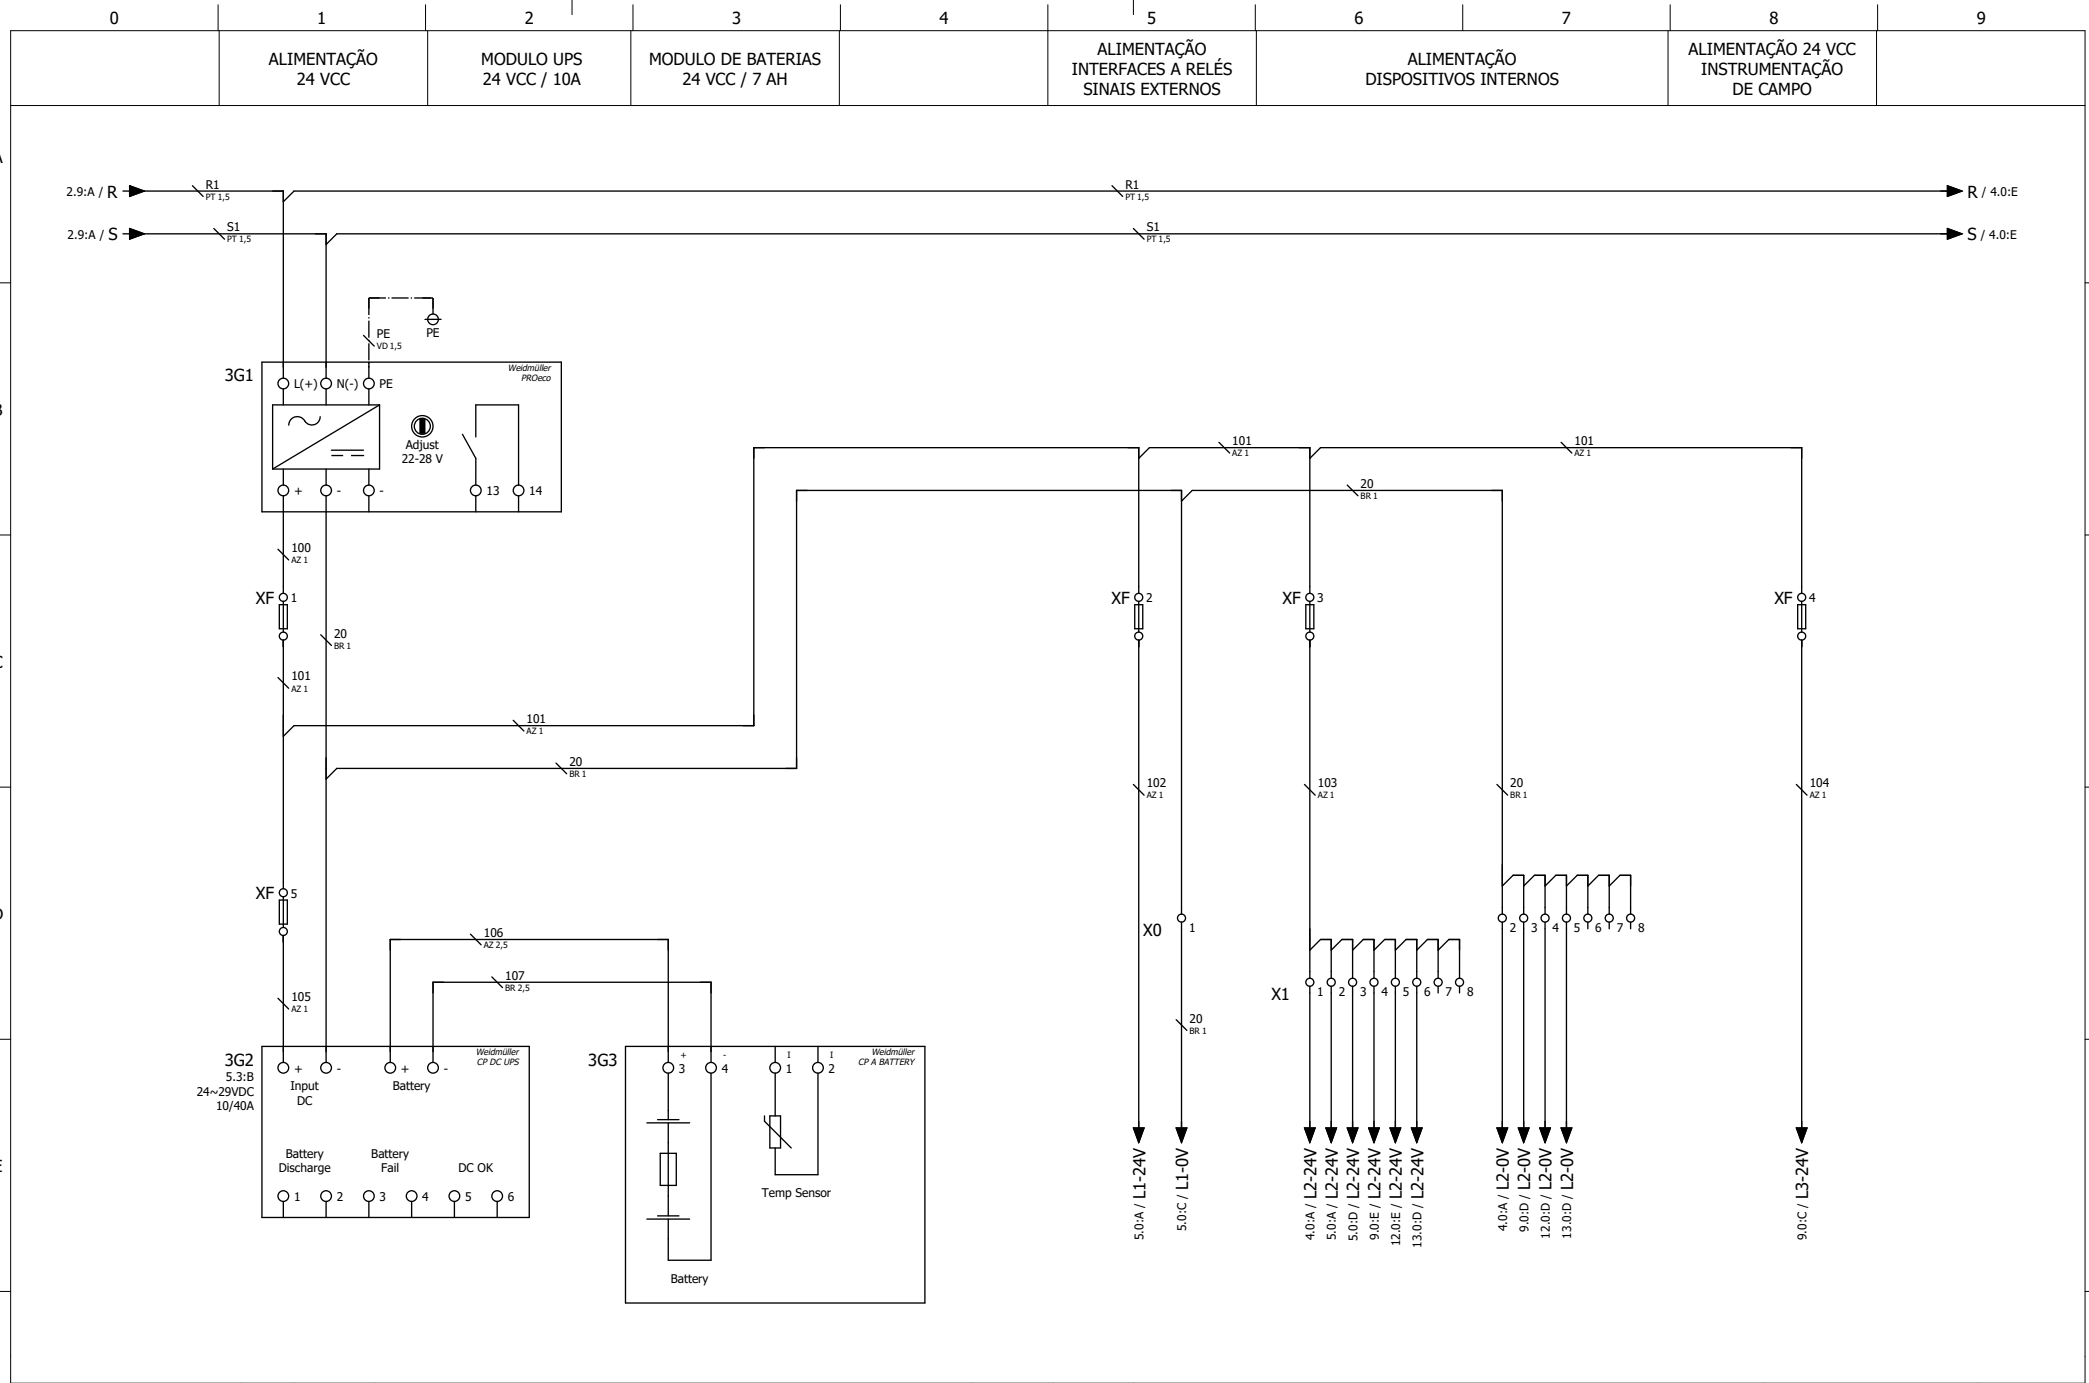 0 1 2 3 4 5 6 7 8 9
ALIMENTAÇÃO
24 VCC
MODULO UPS
24 VCC / 10A
MODULO DE BATERIAS
24 VCC / 7 AH
ALIMENTAÇÃO
INTERFACES A RELÉS
SINAIS EXTERNOS
ALIMENTAÇÃO
DISPOSITIVOS INTERNOS
ALIMENTAÇÃO 24 VCC
INSTRUMENTAÇÃO
DE CAMPO
2.9:A / R
R1
PT 1,5
R1
PT 1,5
R / 4.0:E
2.9:A / S
S1
PT 1,5
S1
PT 1,5
S / 4.0:E
PE
VD 1,5
PE
3G1
L(+) N(-) PE
Weidmüller
PROeco
Adjust
22-28 V
+ - - 13 14
101
AZ 1
101
AZ 1
20
BR 1
100
AZ 1
XF 1
XF 2
XF 3
XF 4
20
BR 1
101
AZ 1
101
AZ 1
20
BR 1
102
AZ 1
103
AZ 1
20
BR 1
104
AZ 1
XF 5
106
AZ 2,5
107
BR 2,5
105
AZ 1
X0 1
2 3 4 5 6 7 8
X1 1 2 3 4 5 6 7 8
20
BR 1
3G2
5.3:B
24~29VDC
10/40A
+ -
Input
DC
+ -
Battery
Weidmüller
CP DC UPS
Battery
Discharge
Battery
Fail
DC OK
1 2 3 4 5 6
3G3
+ - I I
3 4 1 2
Weidmüller
CP A BATTERY
Temp Sensor
Battery
5.0:A / L1-24V
5.0:C / L1-0V
4.0:A / L2-24V
5.0:A / L2-24V
5.0:D / L2-24V
9.0:E / L2-24V
12.0:E / L2-24V
13.0:D / L2-24V
4.0:A / L2-0V
9.0:D / L2-0V
12.0:D / L2-0V
13.0:D / L2-0V
9.0:C / L3-24V